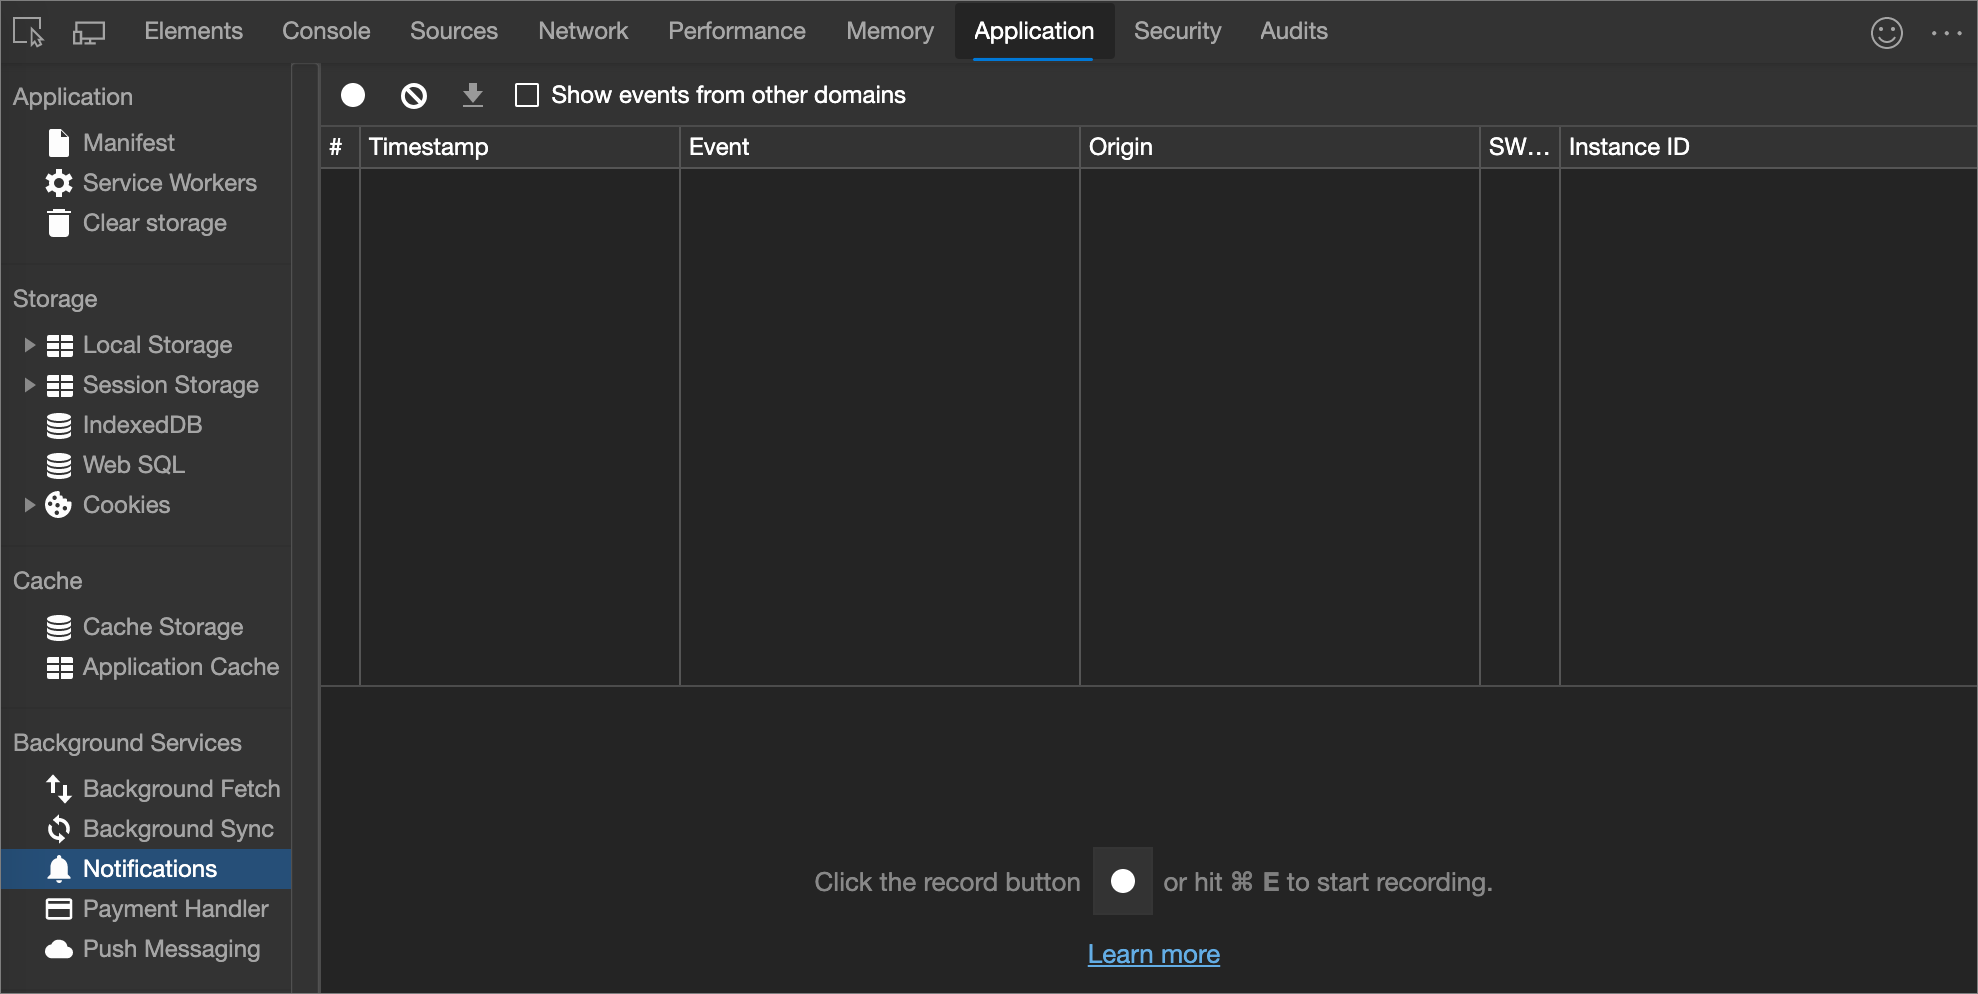 Elements Console Sources Network Performance Memory Application Security Audits
Application
Manifest
Service Workers
Clear storage
Storage
Local Storage
Session Storage
IndexedDB
Web SQL
Cookies
Cache
Cache Storage
Application Cache
Background Services
Background Fetch
Background Sync
Notifications
Payment Handler
Push Messaging
Show events from other domains
# Timestamp Event Origin SW... Instance ID
Click the record button or hit ⌘ E to start recording.
Learn more